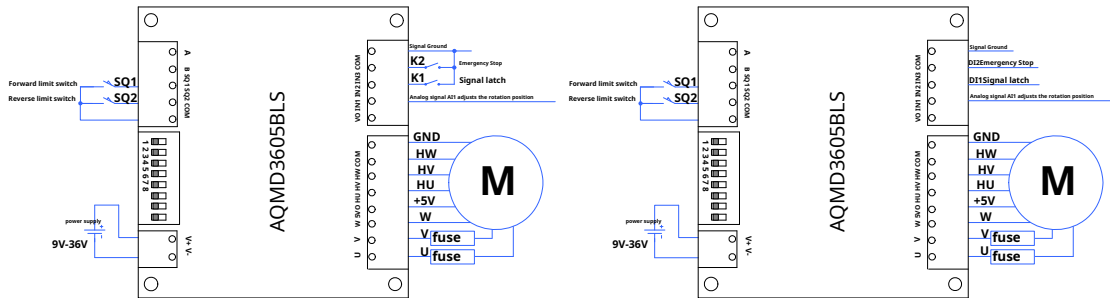 Forward limit switch
SQ1
Reverse limit switch
SQ2
A B SQ1 SQ2 COM
1 2 3 4 5 6 7 8
power supply
9V-36V
V+ V-
AQMD3605BLS
VO IN1 IN2 IN3 COM
Signal Ground
K2
Emergency Stop
K1
Signal latch
Analog signal AI1 adjusts the rotation position
U V W 5VO HU HV HW COM
GND
HW
HV
HU
+5V
W
V
fuse
U
fuse
M
Forward limit switch
SQ1
Reverse limit switch
SQ2
A B SQ1 SQ2 COM
1 2 3 4 5 6 7 8
power supply
9V-36V
V+ V-
AQMD3605BLS
VO IN1 IN2 IN3 COM
Signal Ground
DI2Emergency Stop
DI1Signal latch
Analog signal AI1 adjusts the rotation position
U V W 5VO HU HV HW COM
GND
HW
HV
HU
+5V
W
V
fuse
U
fuse
M